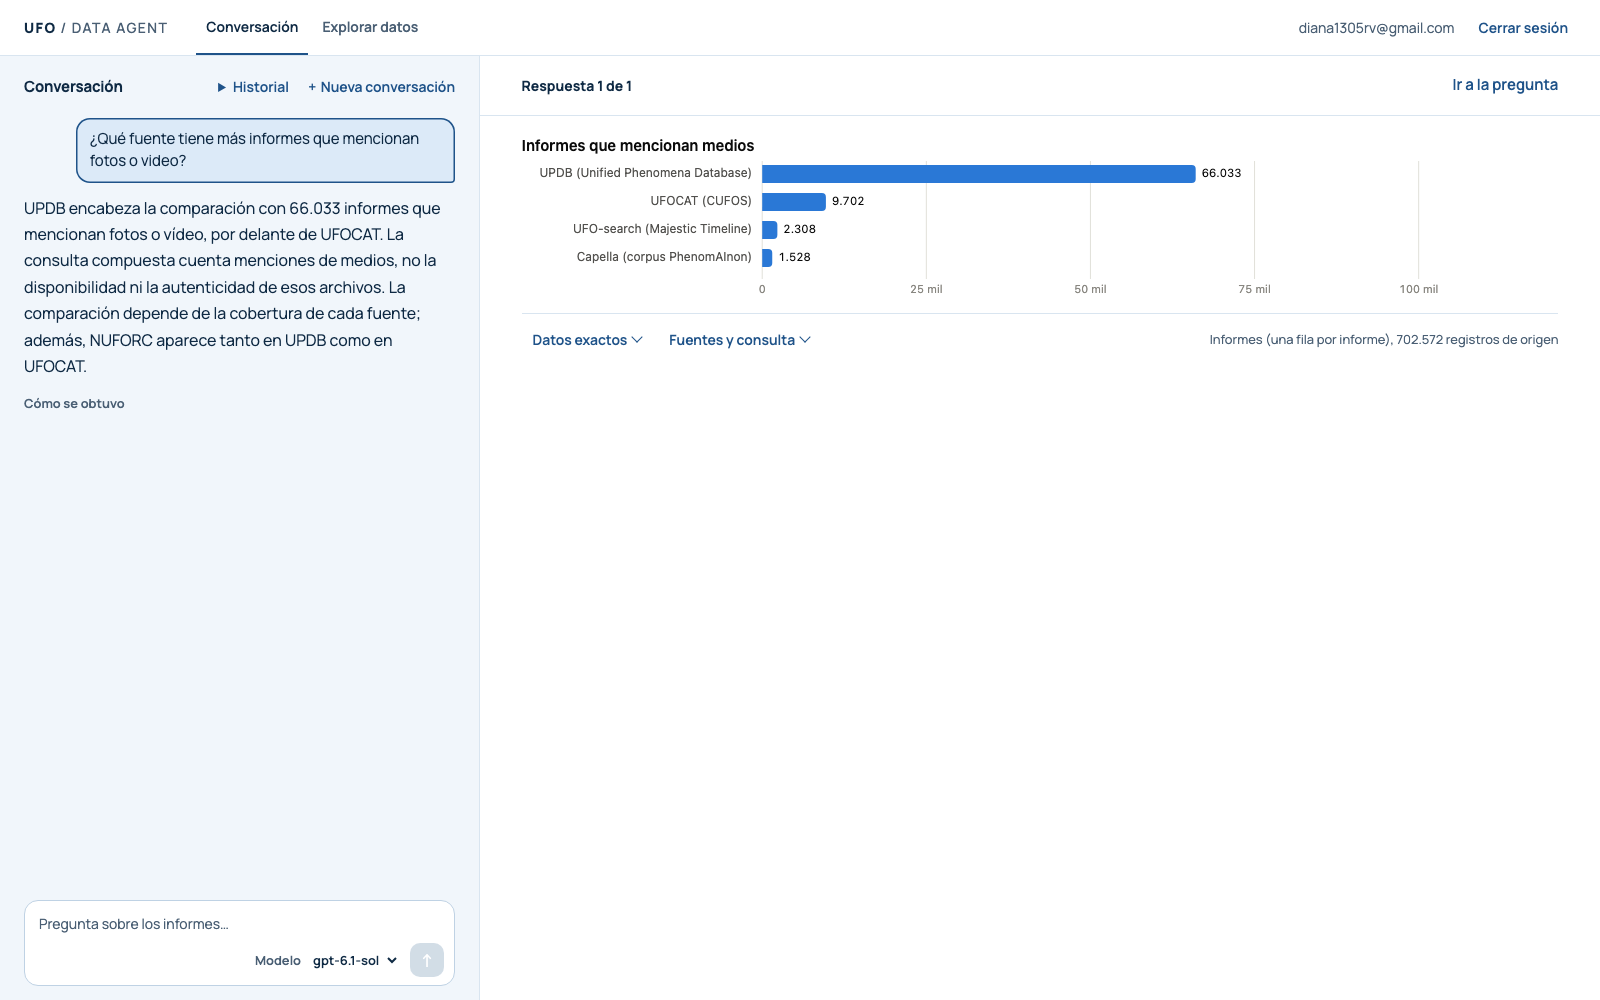 UFO / DATA AGENT
Conversación
Explorar datos
diana1305rv@gmail.com
Cerrar sesión
Conversación
Historial
+ Nueva conversación
¿Qué fuente tiene más informes que mencionan
fotos o video?
UPDB encabeza la comparación con 66.033 informes que
mencionan fotos o vídeo, por delante de UFOCAT. La
consulta compuesta cuenta menciones de medios, no la
disponibilidad ni la autenticidad de esos archivos. La
comparación depende de la cobertura de cada fuente;
además, NUFORC aparece tanto en UPDB como en
UFOCAT.
Cómo se obtuvo
Pregunta sobre los informes…
Modelo gpt-6.1-sol
Respuesta 1 de 1
Ir a la pregunta
Informes que mencionan medios
UPDB (Unified Phenomena Database) 66.033
UFOCAT (CUFOS) 9.702
UFO-search (Majestic Timeline) 2.308
Capella (corpus PhenomAInon) 1.528
0 25 mil 50 mil 75 mil 100 mil
Datos exactos
Fuentes y consulta
Informes (una fila por informe), 702.572 registros de origen